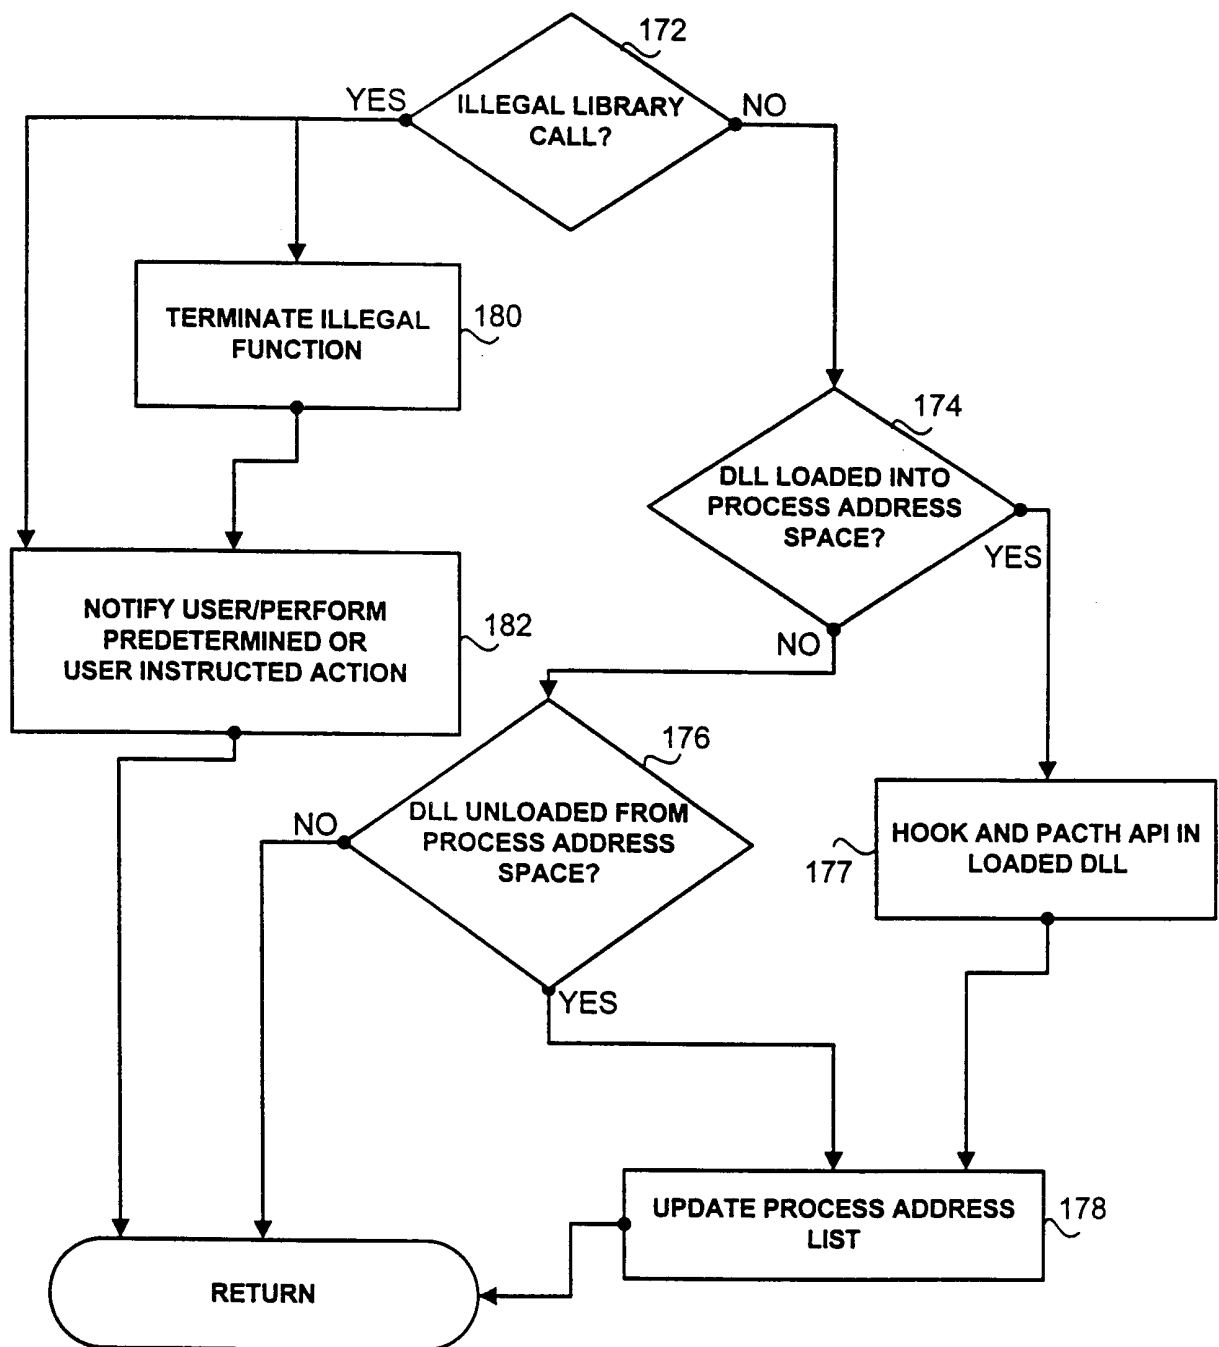 172
ILLEGAL LIBRARY
CALL?
YES
NO
TERMINATE ILLEGAL
FUNCTION
180
174
DLL LOADED INTO
PROCESS ADDRESS
SPACE?
YES
NO
NOTIFY USER/PERFORM
PREDETERMINED OR
USER INSTRUCTED ACTION
182
176
DLL UNLOADED FROM
PROCESS ADDRESS
SPACE?
NO
YES
HOOK AND PACTH API IN
LOADED DLL
177
UPDATE PROCESS ADDRESS
LIST
178
RETURN